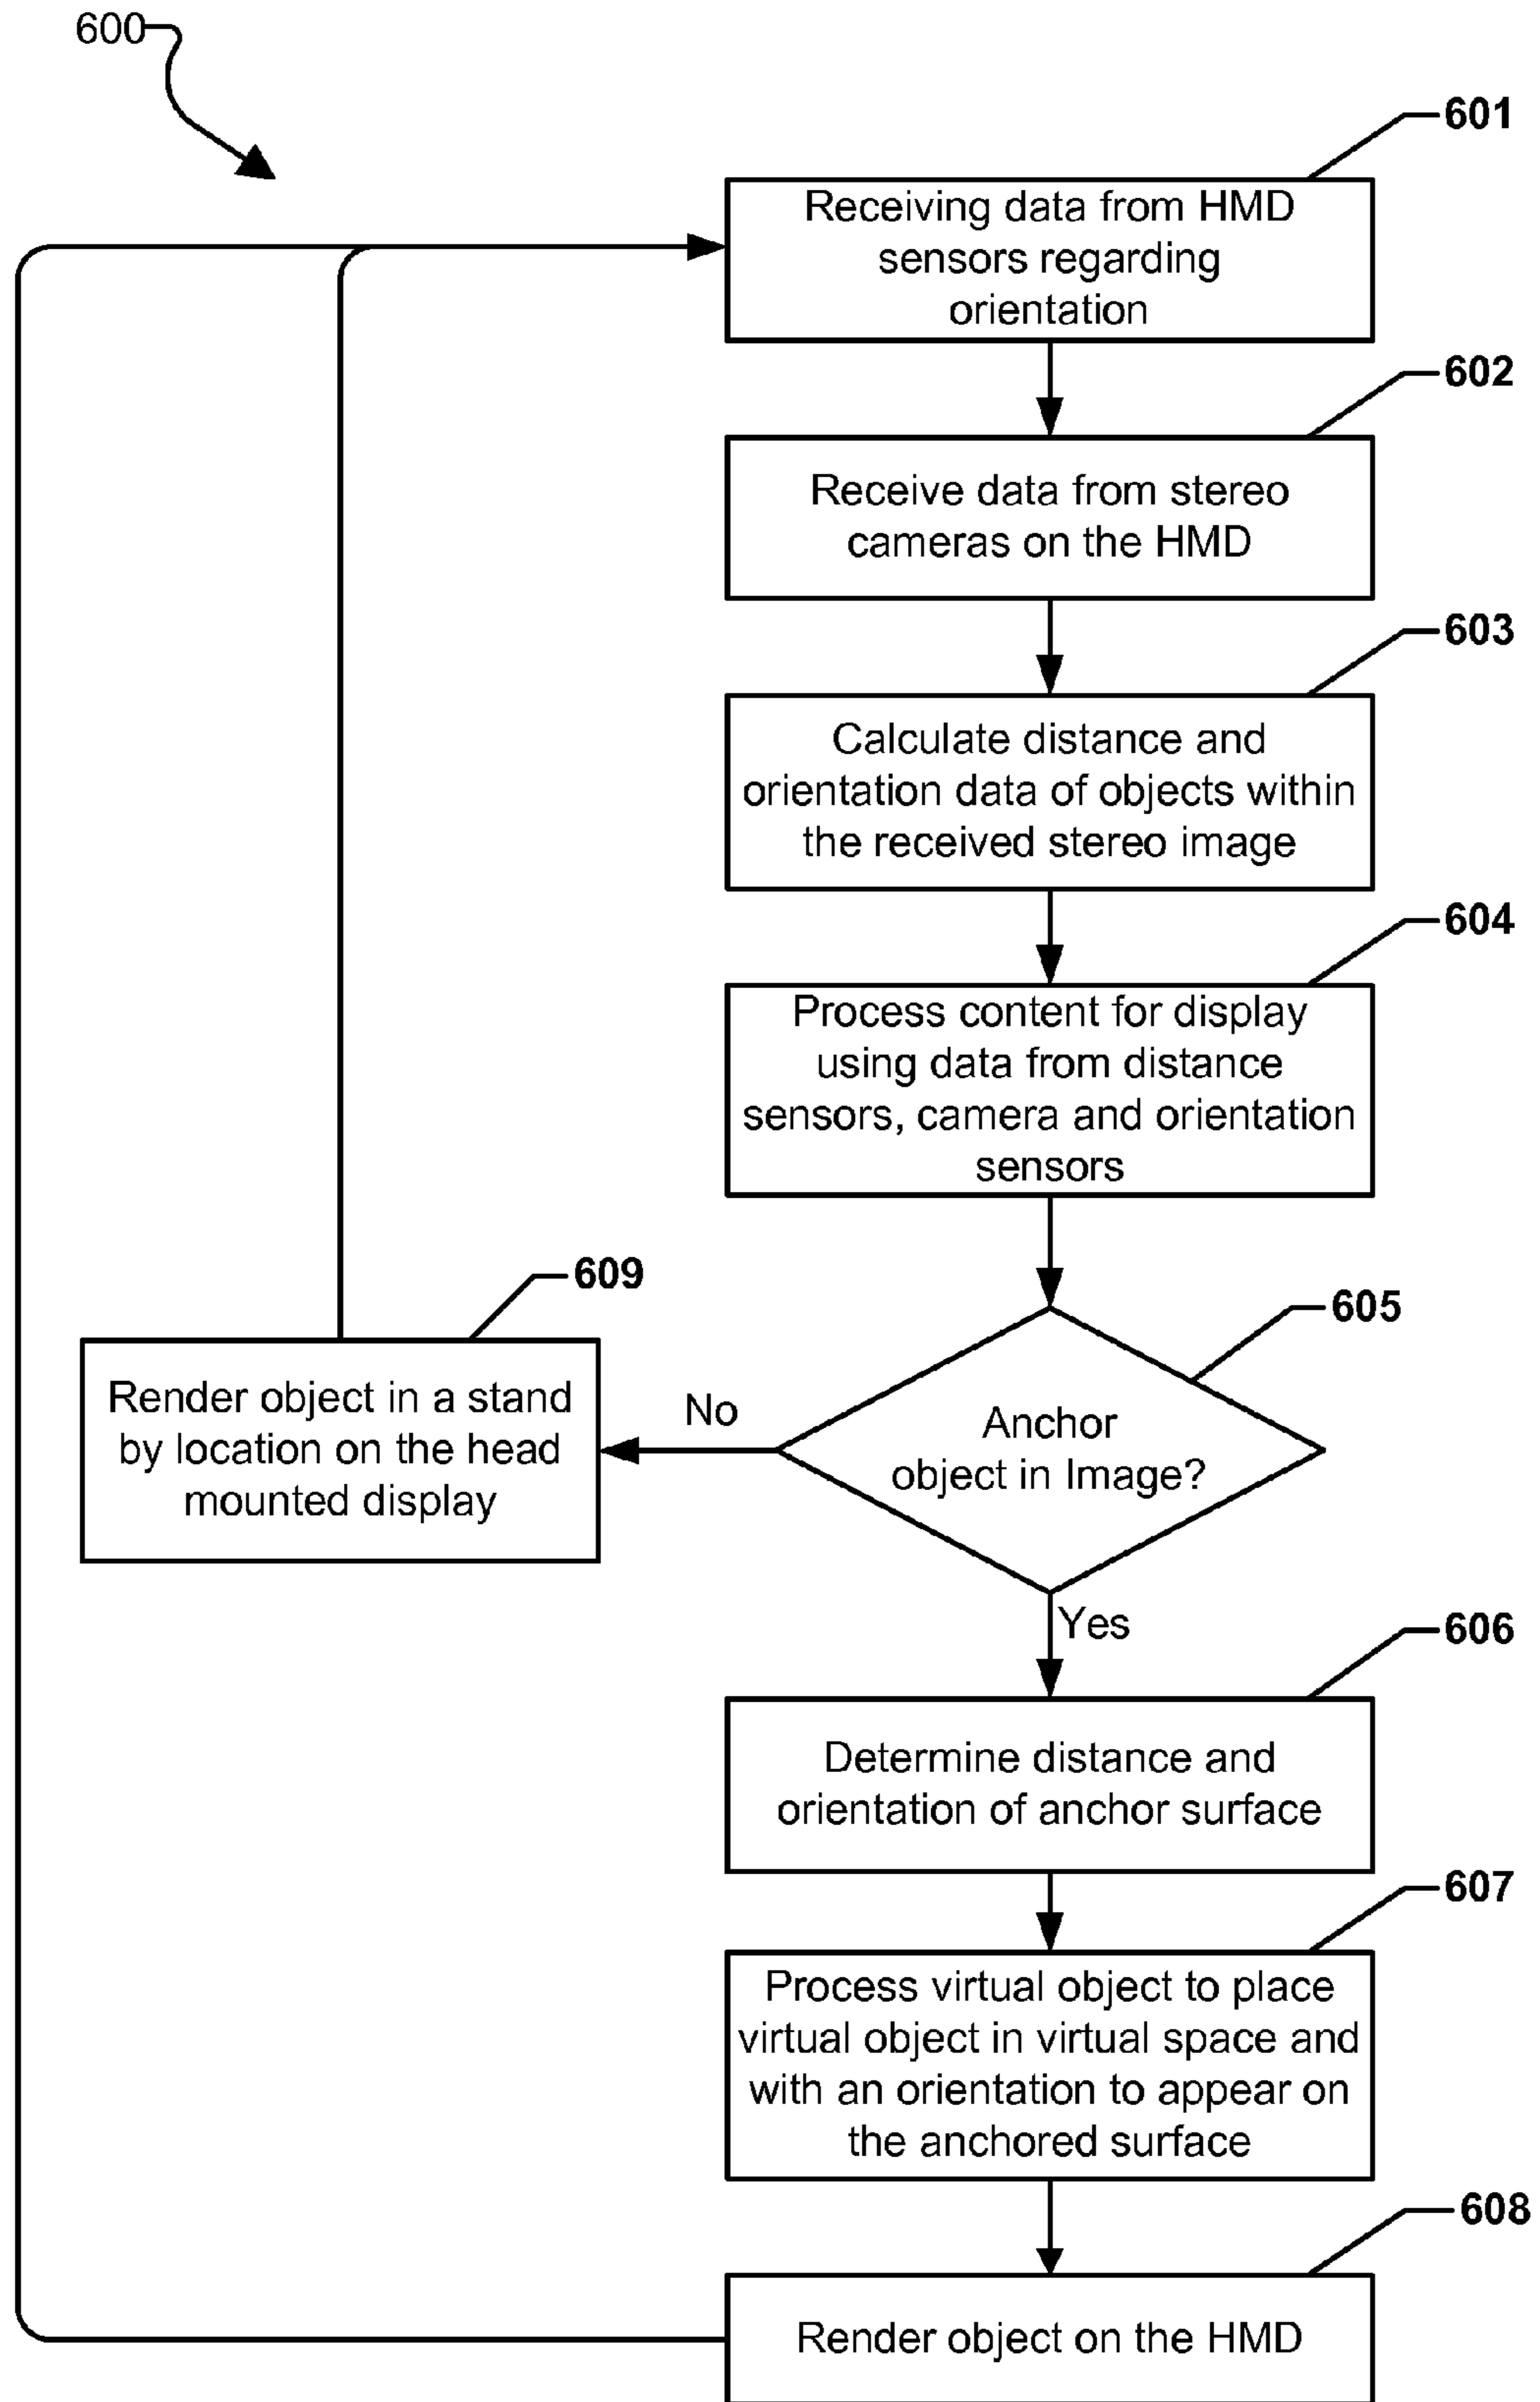 600
601
Receiving data from HMD
sensors regarding
orientation
602
Receive data from stereo
cameras on the HMD
603
Calculate distance and
orientation data of objects within
the received stereo image
604
Process content for display
using data from distance
sensors, camera and orientation
sensors
605
Anchor
object in Image?
No
609
Render object in a stand
by location on the head
mounted display
Yes
606
Determine distance and
orientation of anchor surface
607
Process virtual object to place
virtual object in virtual space and
with an orientation to appear on
the anchored surface
608
Render object on the HMD